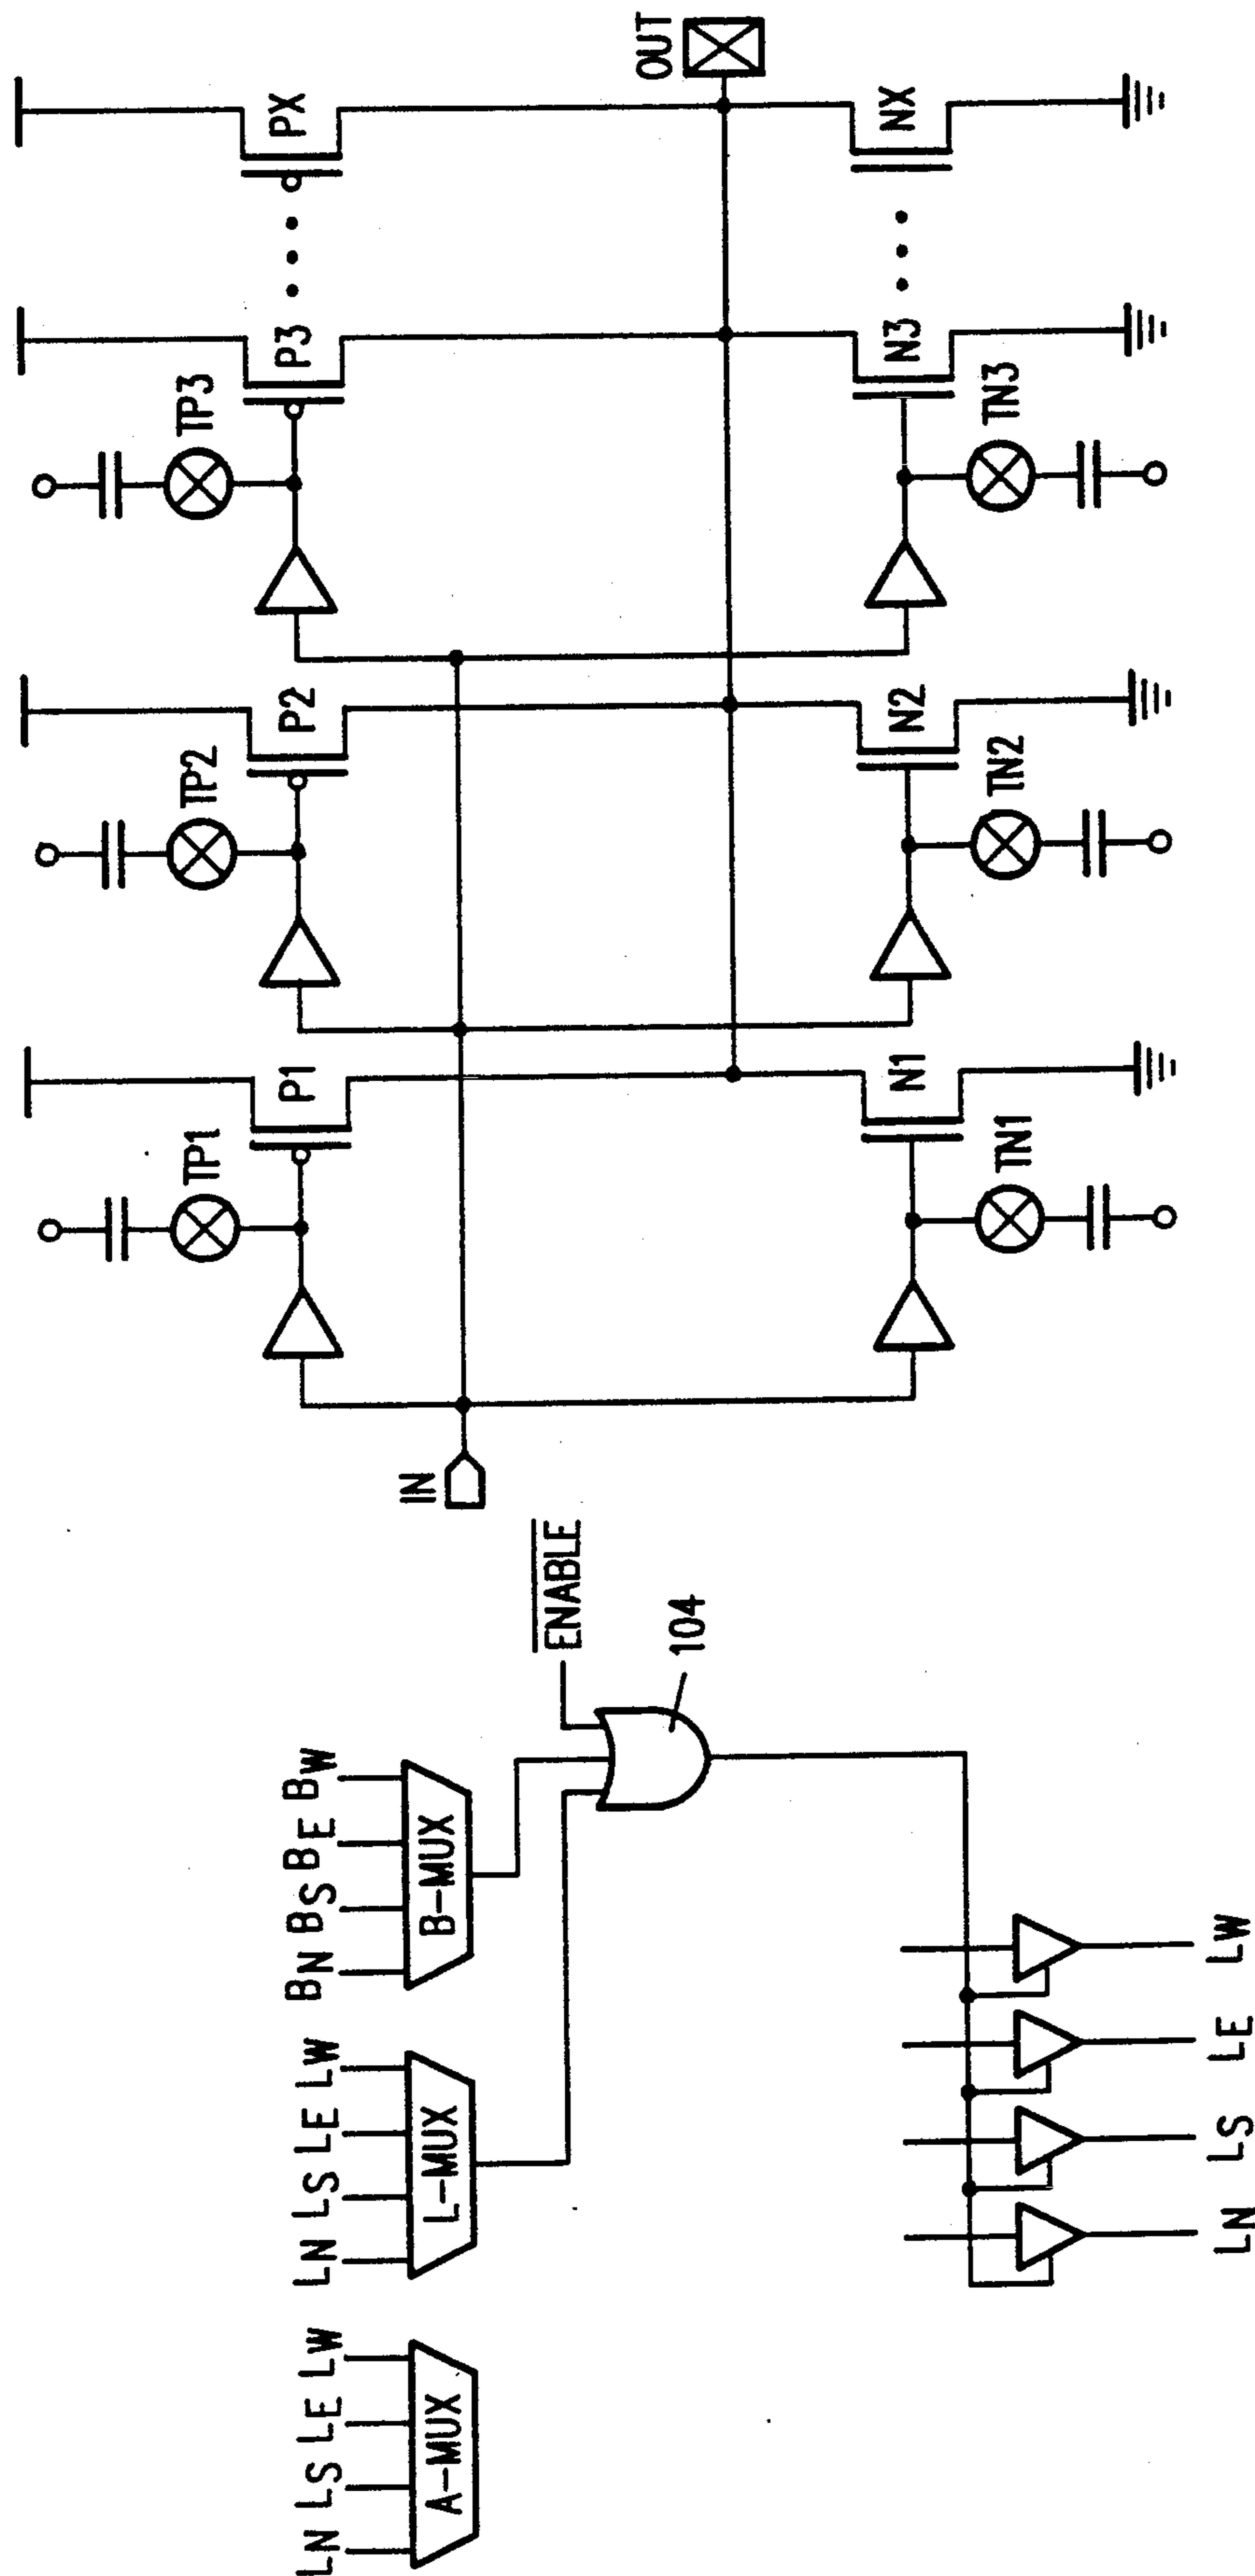 LN LS LE LW
A-MUX
LN LS LE LW
L-MUX
BN BS BE BW
B-MUX
ENABLE
104
LN LS LE LW
IN
TP1
P1
TP2
P2
TP3
P3
PX
OUT
N1
TN1
N2
TN2
N3
TN3
NX